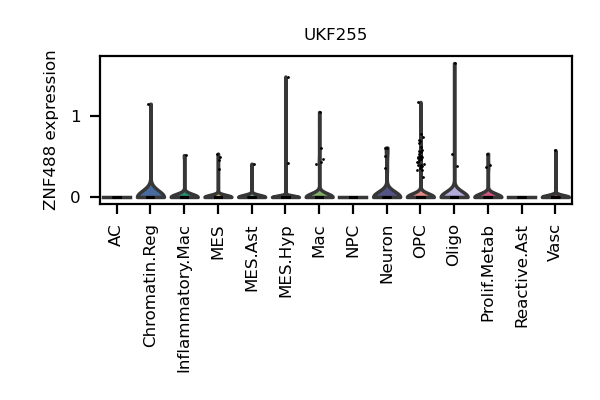 UKF255
ZNF488 expression
1
0
AC
Chromatin.Reg
Inflammatory.Mac
MES
MES.Ast
MES.Hyp
Mac
NPC
Neuron
OPC
Oligo
Prolif.Metab
Reactive.Ast
Vasc